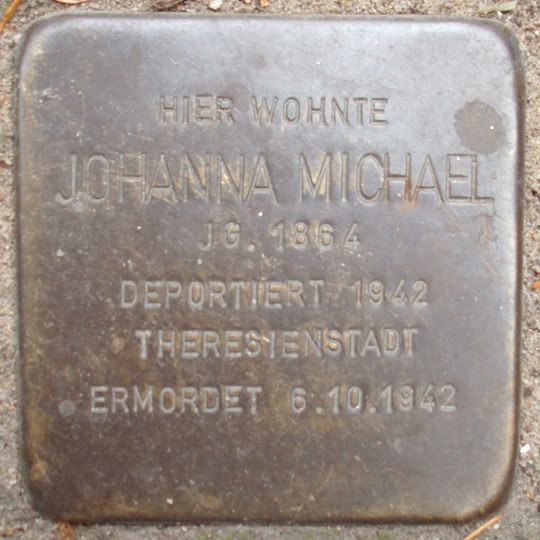 HIER WOHNTE
JOHANNA MICHAEL
JG. 1864
DEPORTIERT 1942
THERESIENSTADT
ERMORDET 6.10.1942